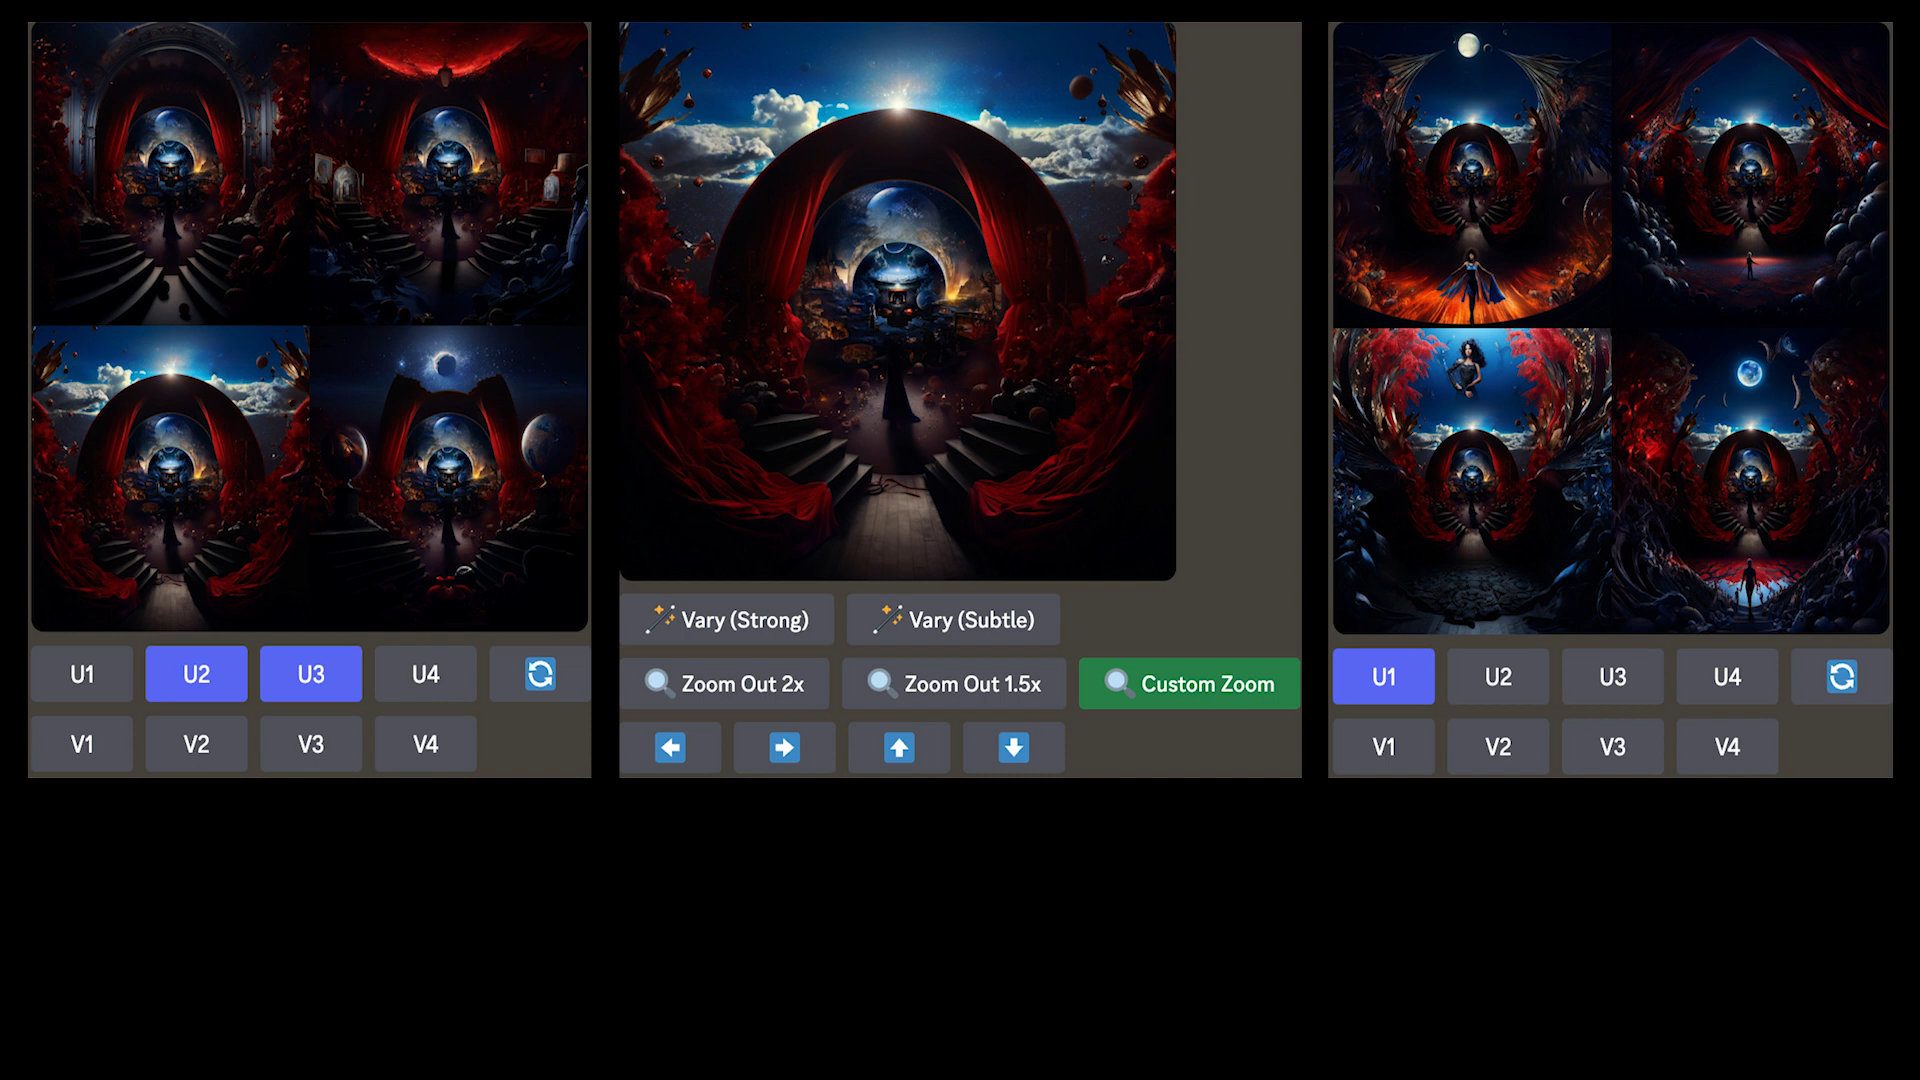 U1 U2 U3 U4
V1 V2 V3 V4
Vary (Strong) Vary (Subtle)
Zoom Out 2x Zoom Out 1.5x Custom Zoom
U1 U2 U3 U4
V1 V2 V3 V4